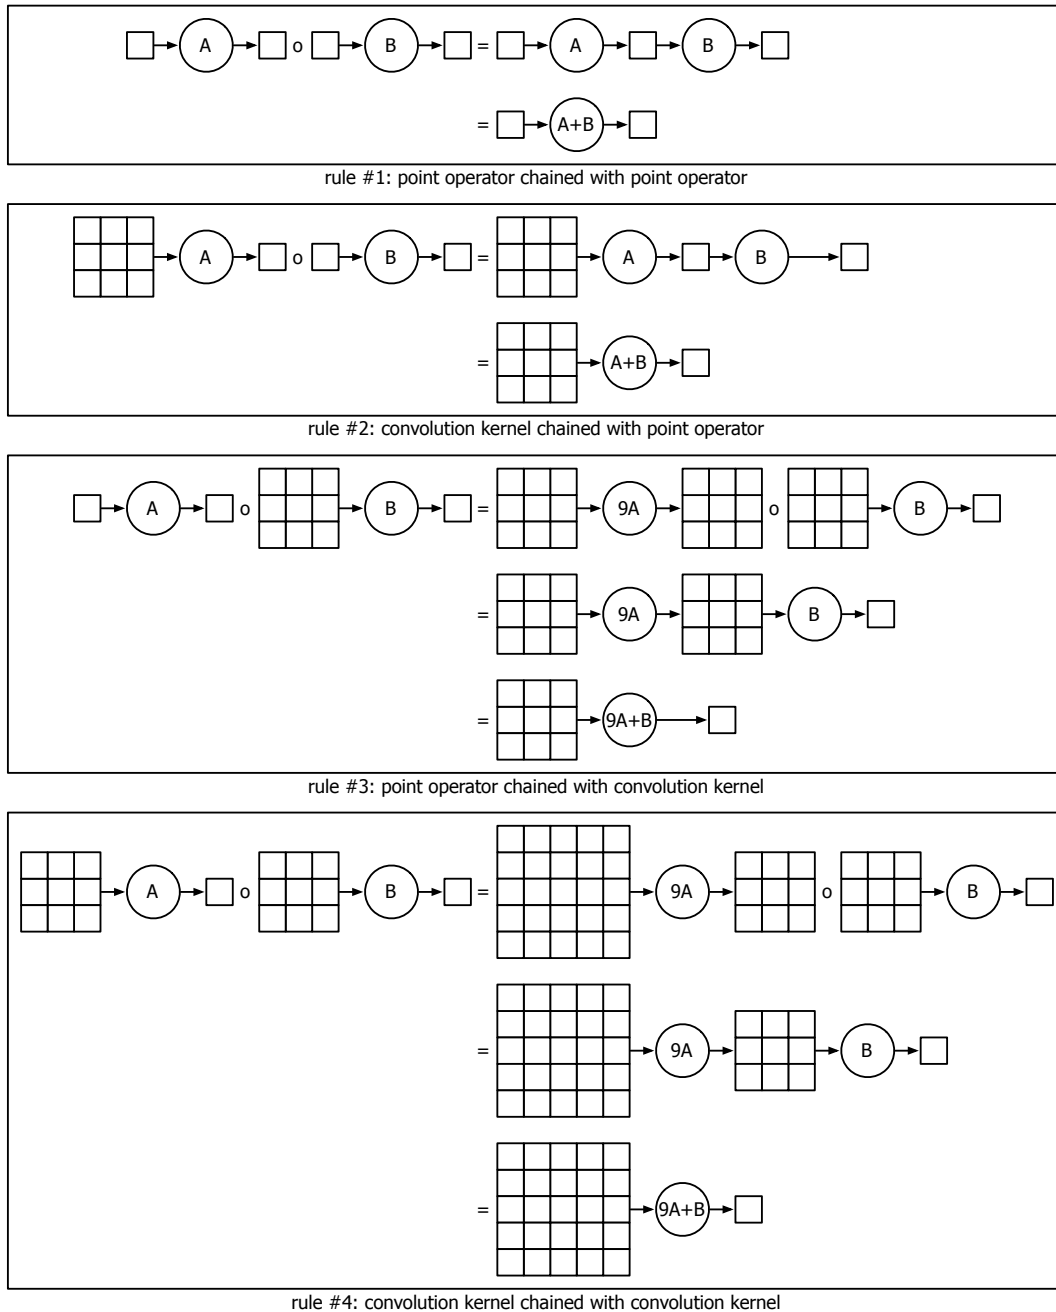 A o B = A B
= A+B
rule #1: point operator chained with point operator
A o B = A B
= A+B
rule #2: convolution kernel chained with point operator
A o B = 9A o B
= 9A B
= 9A+B
rule #3: point operator chained with convolution kernel
A o B = 9A o B
= 9A B
= 9A+B
rule #4: convolution kernel chained with convolution kernel